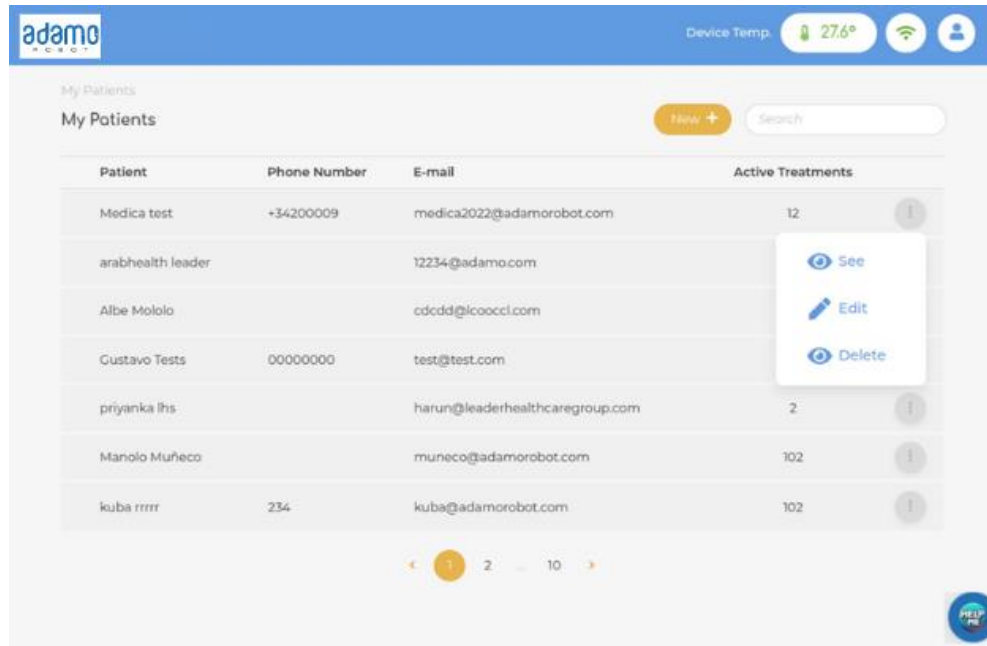 adamo
ROBOT
Device Temp. 27.6°
My Patients
My Patients
New +
Search
Patient Phone Number E-mail Active Treatments
Medica test +34200009 medica2022@adamorobot.com 12
arabhealth leader 12234@adamo.com
See
Albe Mololo cdcdd@lcooccl.com
Edit
Gustavo Tests 00000000 test@test.com
Delete
priyanka lhs harun@leaderhealthcaregroup.com 2
Manolo Muñeco muneco@adamorobot.com 102
kuba rrrrr 234 kuba@adamorobot.com 102
< 1 2 ... 10 >
HELP
ME